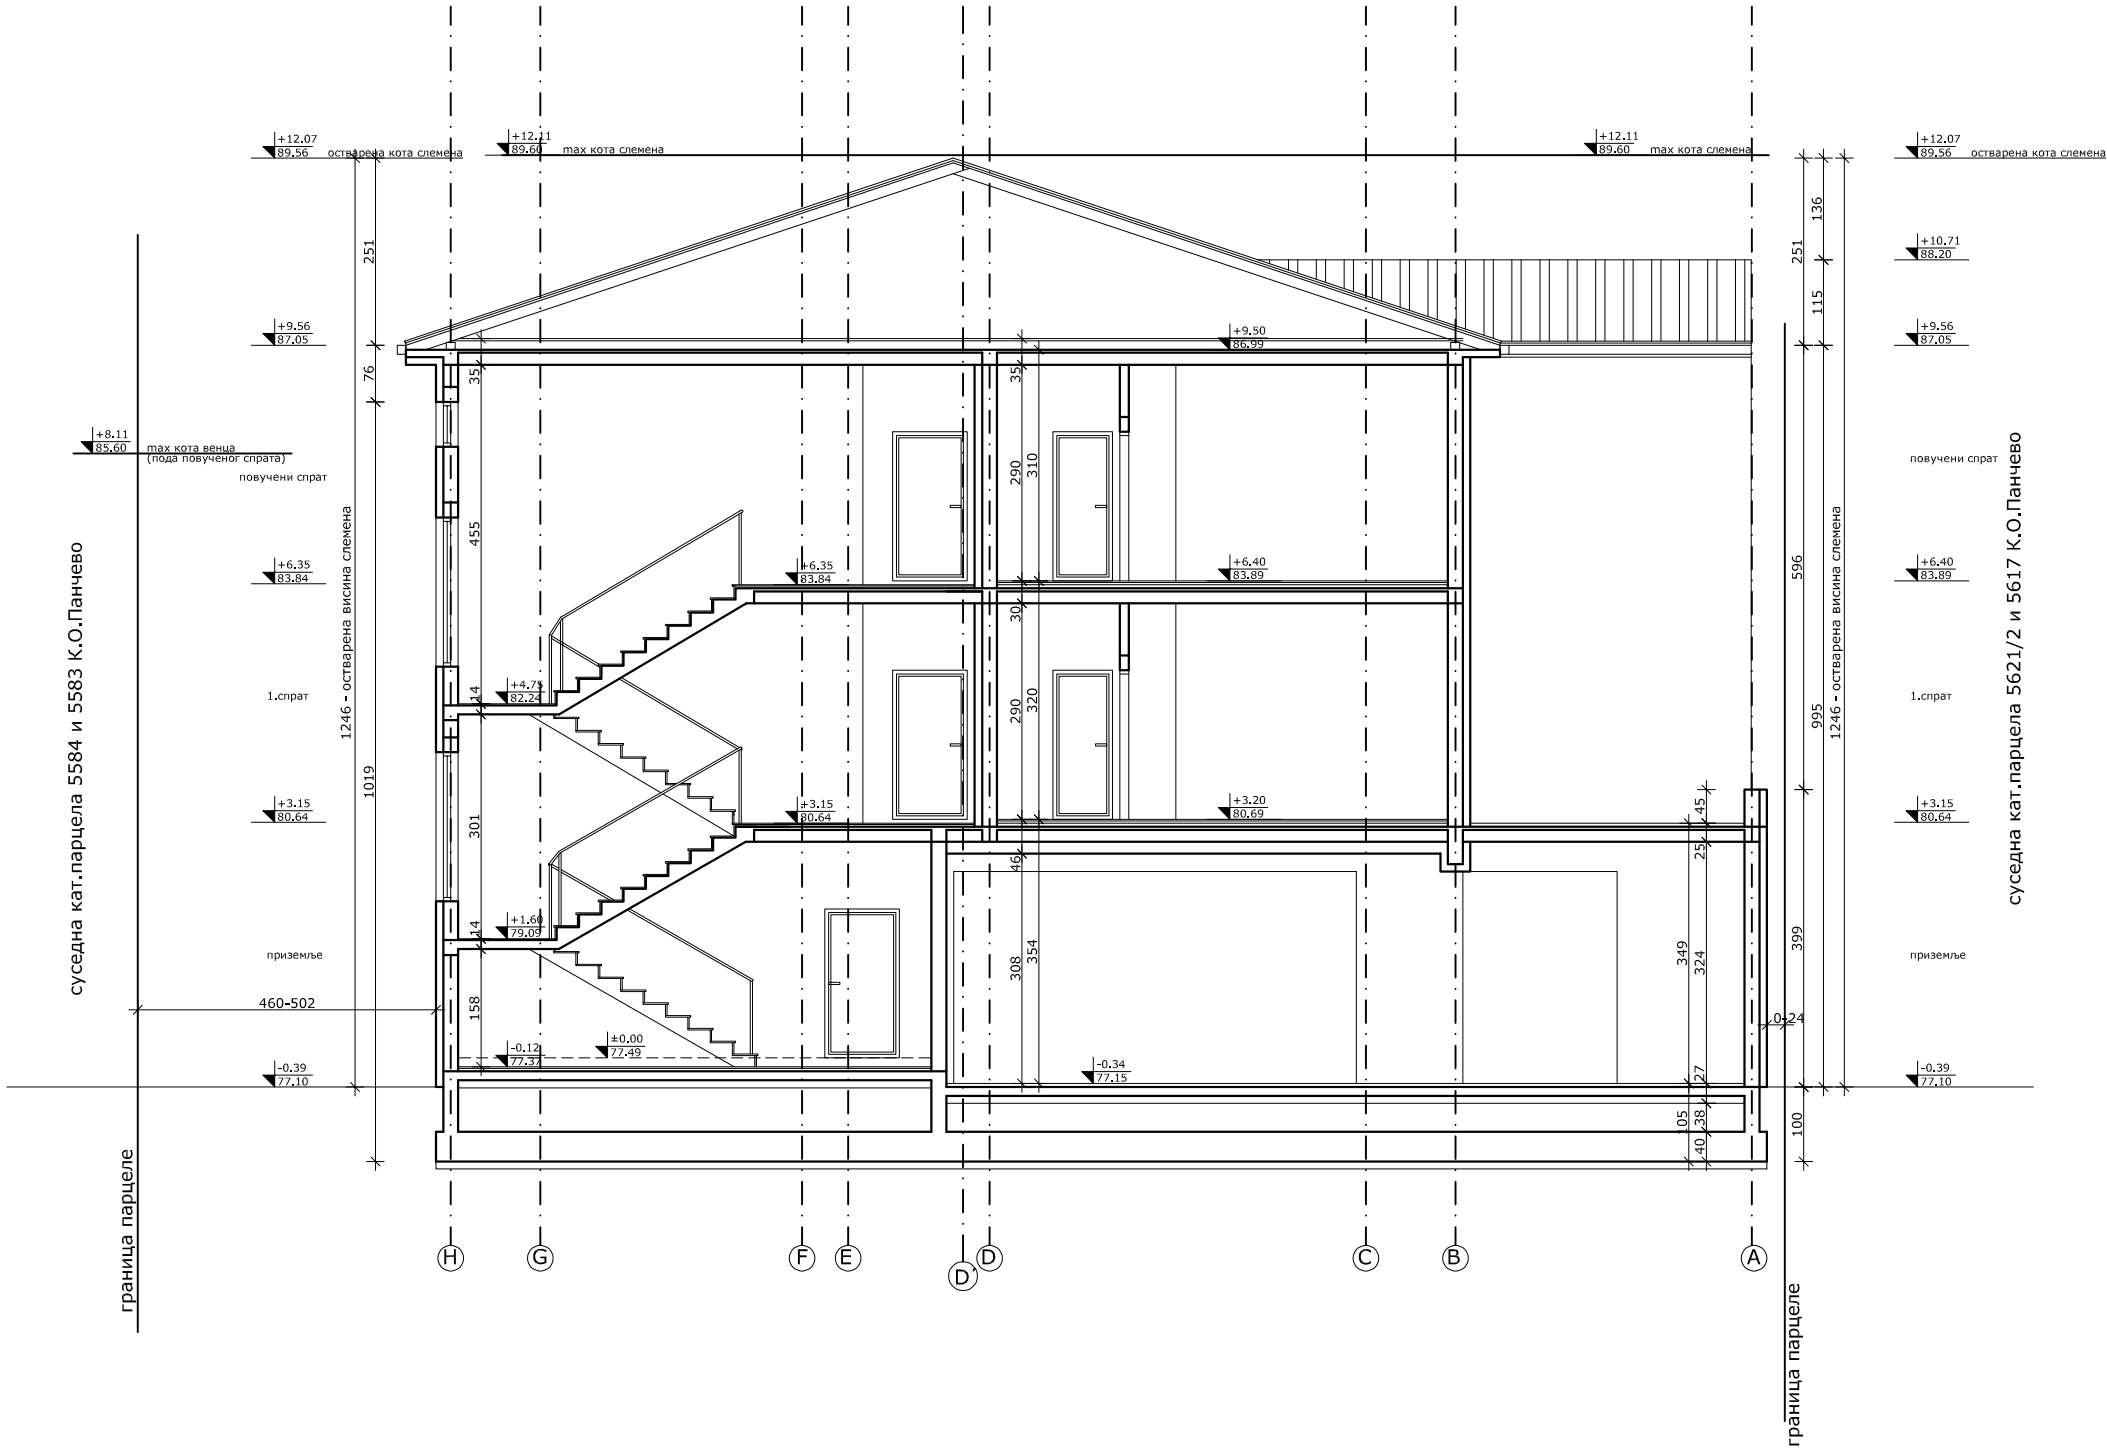 +12.07
89.56 остварена кота слемена
+12.11
89.60 max кота слемена
+12.11
89.60 max кота слемена
+12.07
89.56 остварена кота слемена
251
76
1019
1246 - остварена висина слемена
+9.56
87.05
+8.11
85.60 max кота венца
(пода повученог спрата)
повучени спрат
+6.35
83.84
1.спрат
+3.15
80.64
приземље
460-502
-0.39
77.10
суседна кат.парцела 5584 и 5583 К.О.Панчево
граница парцеле
35
455
14
301
14
158
+4.75
82.24
+1.60
79.09
-0.12
77.37
±0.00
77.49
+6.35
83.84
+3.15
80.64
+9.50
86.99
35
290
310
+6.40
83.89
30
290
320
+3.20
80.69
46
308
354
-0.34
77.15
45
25
349
324
27
105
38
40
0-24
136
251
115
596
995
399
100
1246 - остварена висина слемена
+10.71
88.20
+9.56
87.05
повучени спрат
+6.40
83.89
1.спрат
+3.15
80.64
приземље
-0.39
77.10
суседна кат.парцела 5621/2 и 5617 К.О.Панчево
граница парцеле
H
G
F
E
D'
D
C
B
A